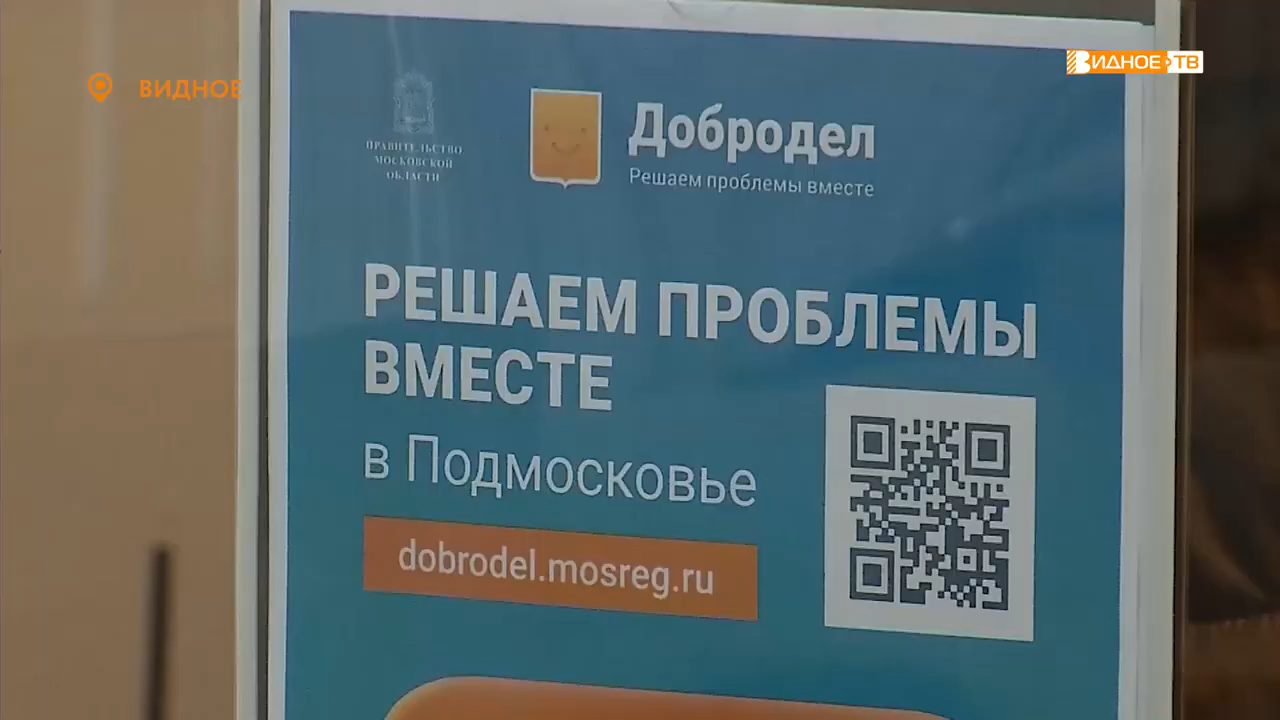 ВИДНОЕ
ВИДНОЕ ТВ
ПРАВИТЕЛЬСТВО
МОСКОВСКОЙ
ОБЛАСТИ
Добродел
Решаем проблемы вместе
РЕШАЕМ ПРОБЛЕМЫ
ВМЕСТЕ
в Подмосковье
dobrodel.mosreg.ru